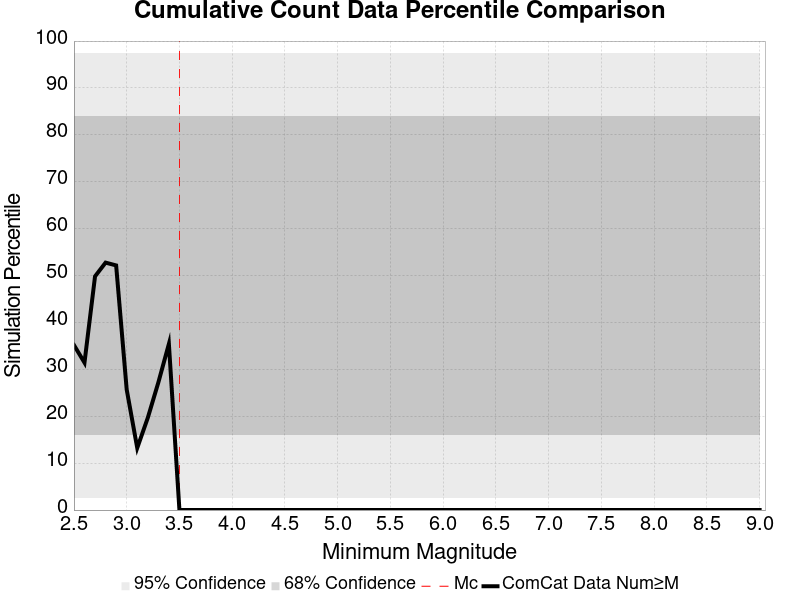 Cumulative Count Data Percentile Comparison
100
90
80
70
60
50
40
30
20
10
0
Simulation Percentile
2.5 3.0 3.5 4.0 4.5 5.0 5.5 6.0 6.5 7.0 7.5 8.0 8.5 9.0
Minimum Magnitude
95% Confidence 68% Confidence Mc ComCat Data Num≥M